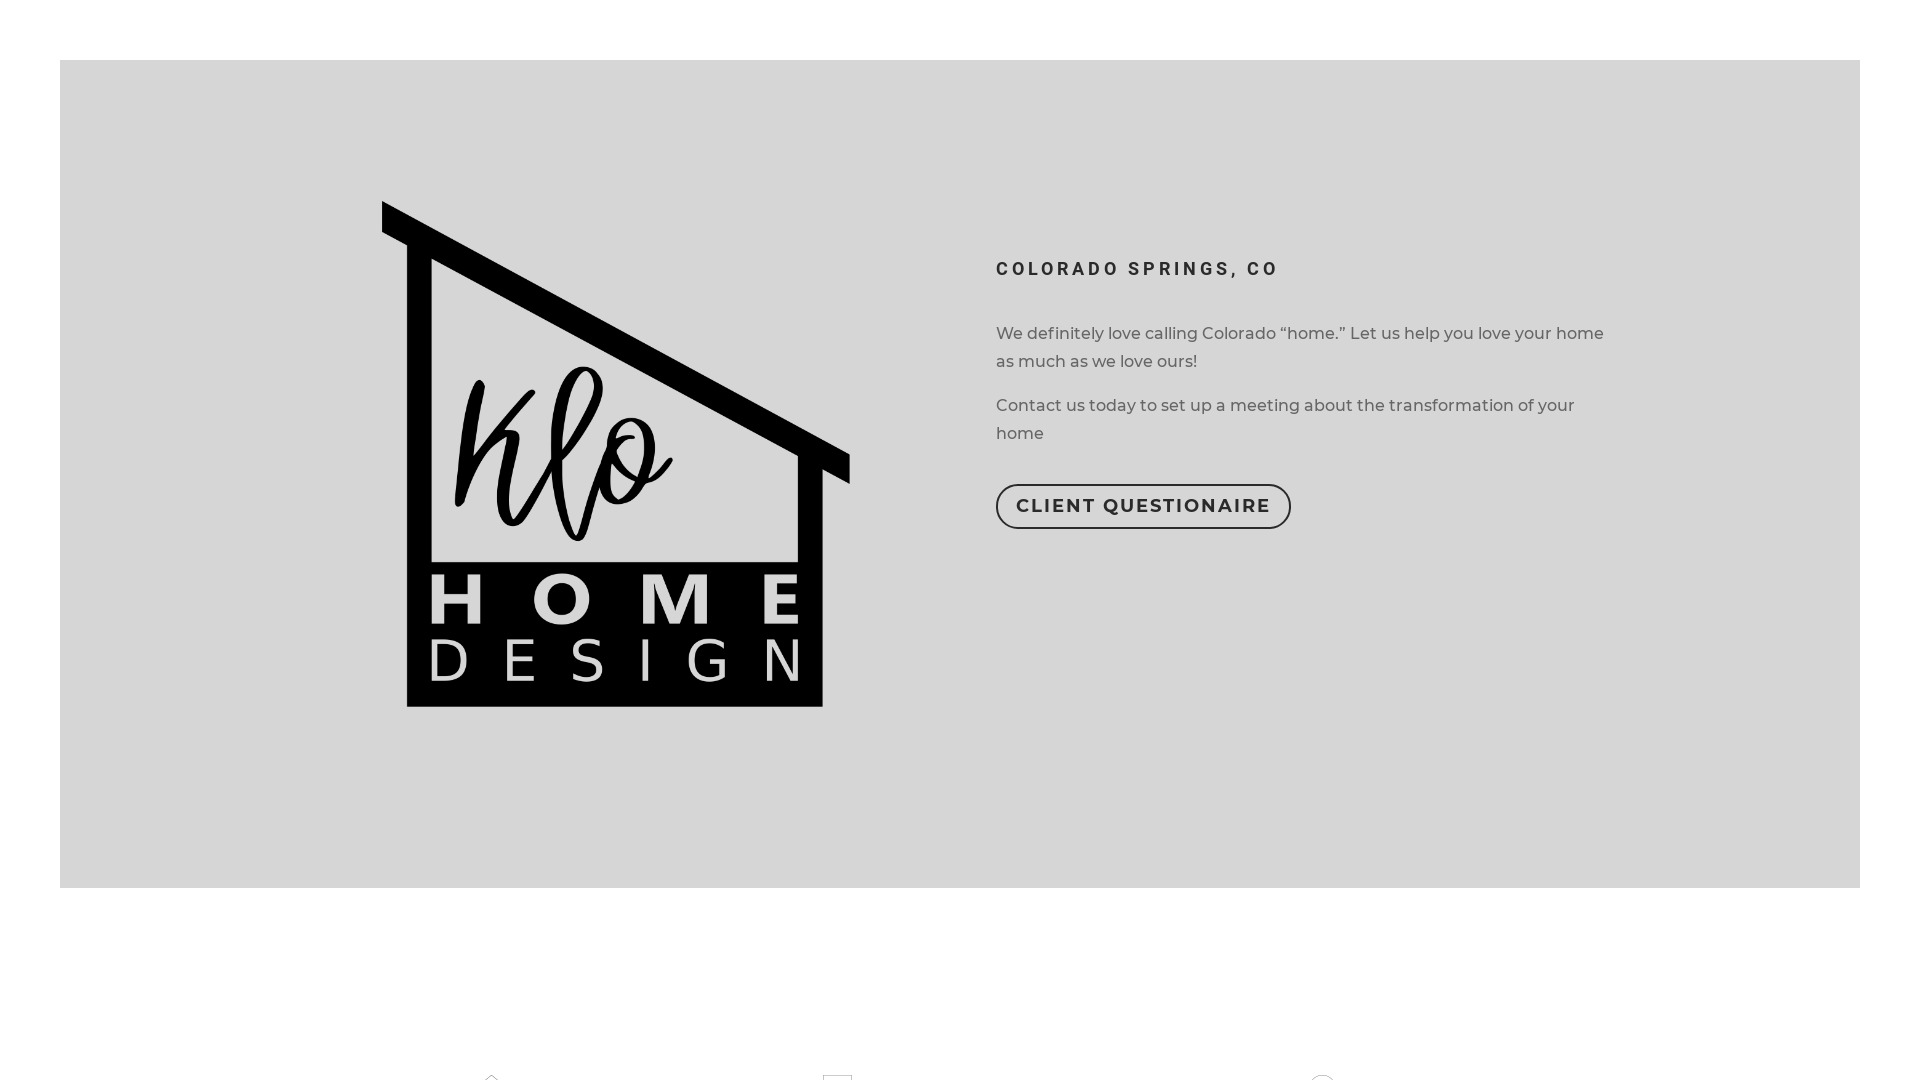 Klo
HOME
DESIGN
COLORADO SPRINGS, CO
We definitely love calling Colorado “home.” Let us help you love your home
as much as we love ours!
Contact us today to set up a meeting about the transformation of your
home
CLIENT QUESTIONAIRE